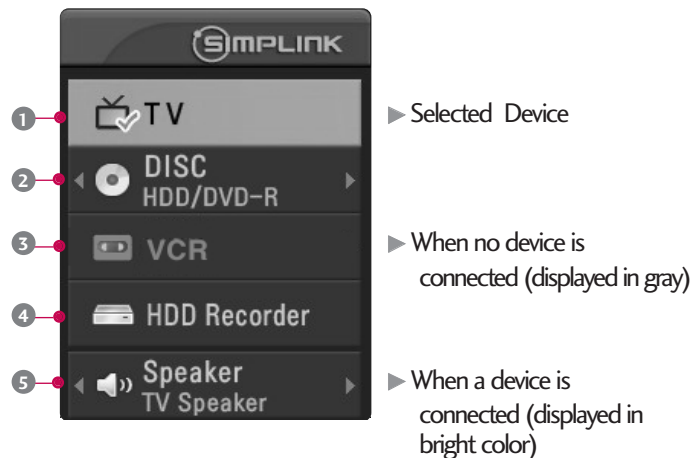 SIMPLINK
1 TV ▶ Selected Device
2 DISC
HDD/DVD-R
3 VCR ▶ When no device is
connected (displayed in gray)
4 HDD Recorder
5 Speaker ▶ When a device is
TV Speaker connected (displayed in
bright color)